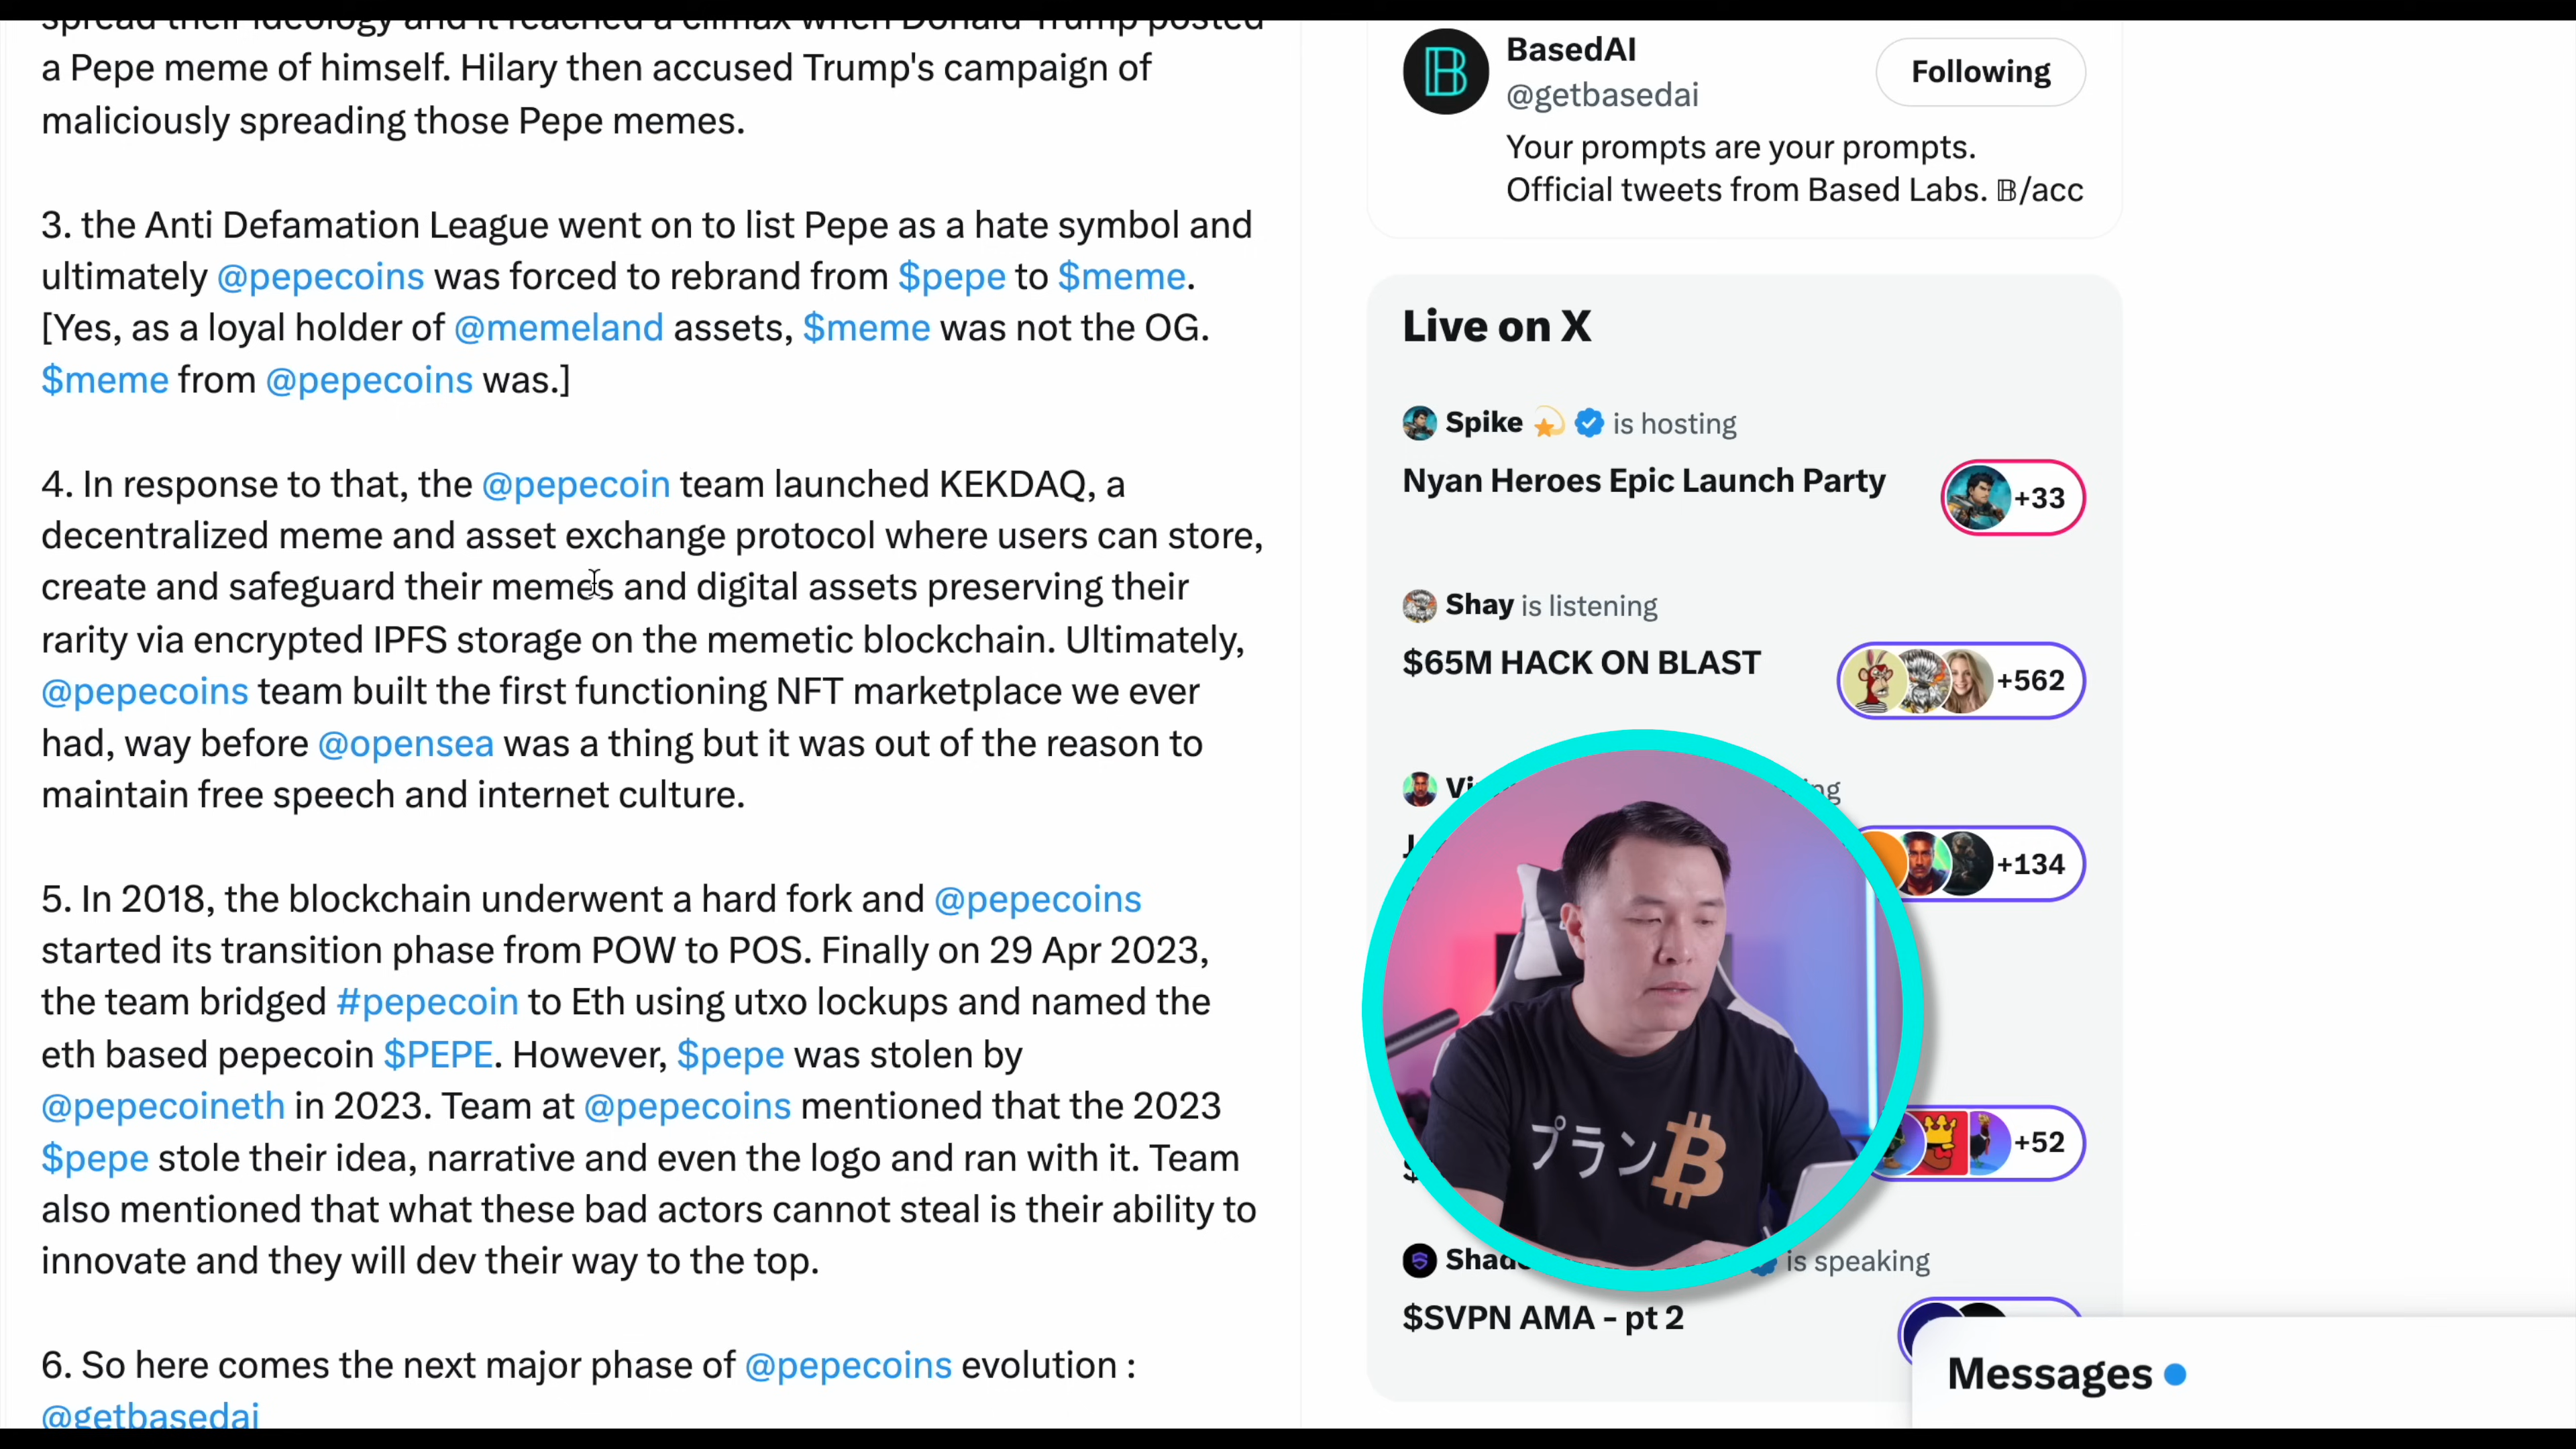 spread their ideology and it reached a climax when Donald Trump posted
a Pepe meme of himself. Hilary then accused Trump's campaign of
maliciously spreading those Pepe memes.
3. the Anti Defamation League went on to list Pepe as a hate symbol and
ultimately @pepecoins was forced to rebrand from $pepe to $meme.
[Yes, as a loyal holder of @memeland assets, $meme was not the OG.
$meme from @pepecoins was.]
4. In response to that, the @pepecoin team launched KEKDAQ, a
decentralized meme and asset exchange protocol where users can store,
create and safeguard their memes and digital assets preserving their
rarity via encrypted IPFS storage on the memetic blockchain. Ultimately,
@pepecoins team built the first functioning NFT marketplace we ever
had, way before @opensea was a thing but it was out of the reason to
maintain free speech and internet culture.
5. In 2018, the blockchain underwent a hard fork and @pepecoins
started its transition phase from POW to POS. Finally on 29 Apr 2023,
the team bridged #pepecoin to Eth using utxo lockups and named the
eth based pepecoin $PEPE. However, $pepe was stolen by
@pepecoineth in 2023. Team at @pepecoins mentioned that the 2023
$pepe stole their idea, narrative and even the logo and ran with it. Team
also mentioned that what these bad actors cannot steal is their ability to
innovate and they will dev their way to the top.
6. So here comes the next major phase of @pepecoins evolution :
@getbasedai
BasedAI
@getbasedai
Following
Your prompts are your prompts.
Official tweets from Based Labs. 𝔹/acc
Live on X
Spike is hosting
Nyan Heroes Epic Launch Party
+33
Shay is listening
$65M HACK ON BLAST
+562
+134
プラン₿
+52
is speaking
$SVPN AMA - pt 2
Messages